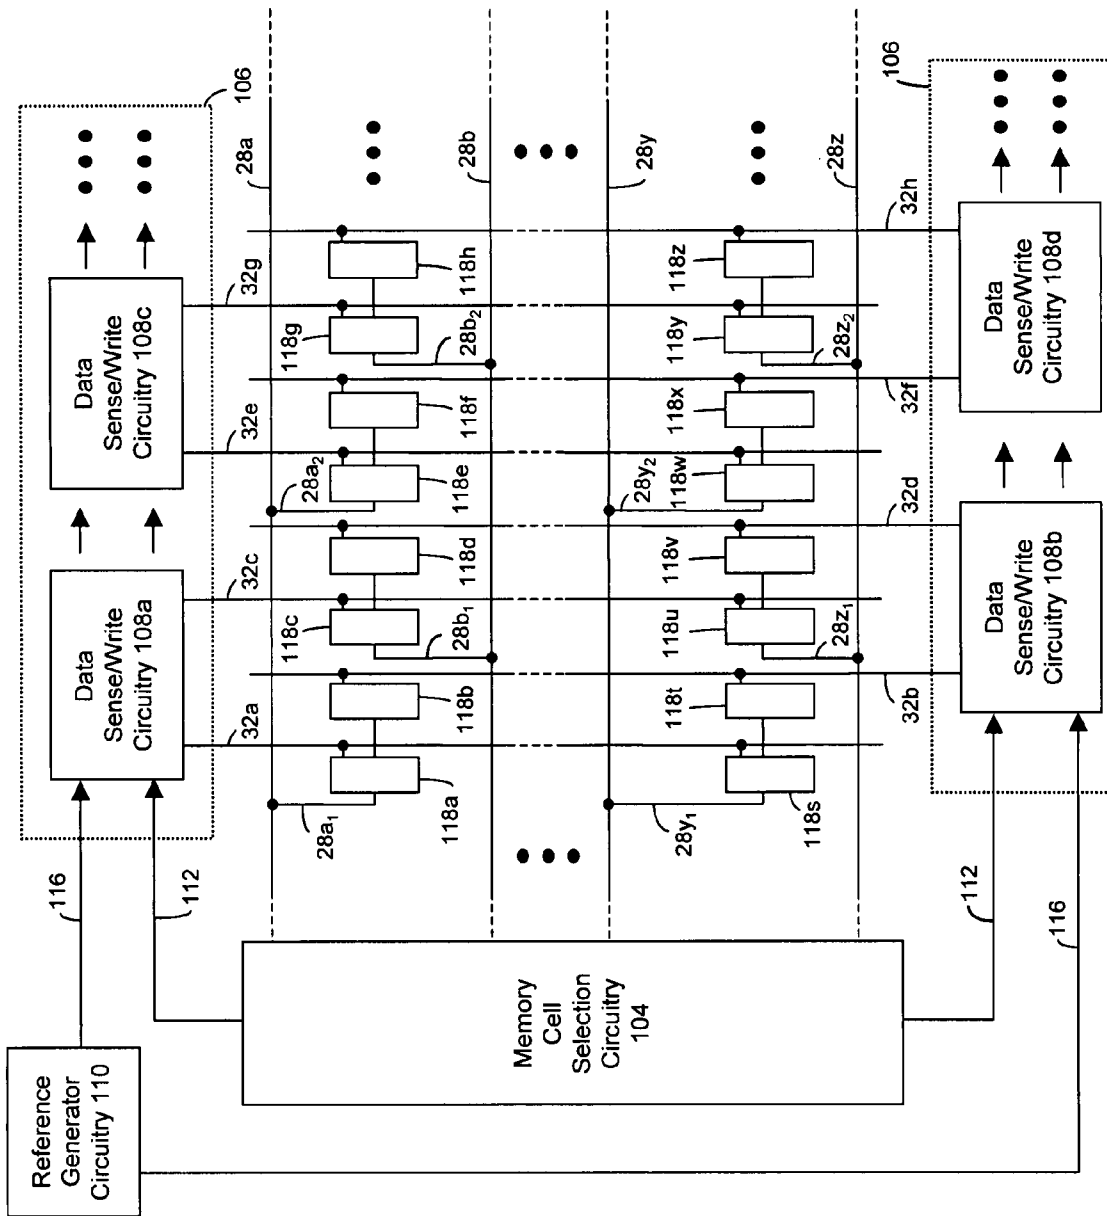 Reference
Generator
Circuitry 110
116
112
Data
Sense/Write
Circuitry 108a
Data
Sense/Write
Circuitry 108c
106
32a
32c
32e
32g
28a
28a₁
28a₂
118c
118g
118a
118b
118d
118e
118f
118h
28b₁
28b₂
28b
Memory
Cell
Selection
Circuitry
104
28y
28y₁
28y₂
118s
118t
118u
118v
118w
118x
118y
118z
28z₁
28z₂
28z
32b
32d
32f
32h
106
112
116
Data
Sense/Write
Circuitry 108b
Data
Sense/Write
Circuitry 108d